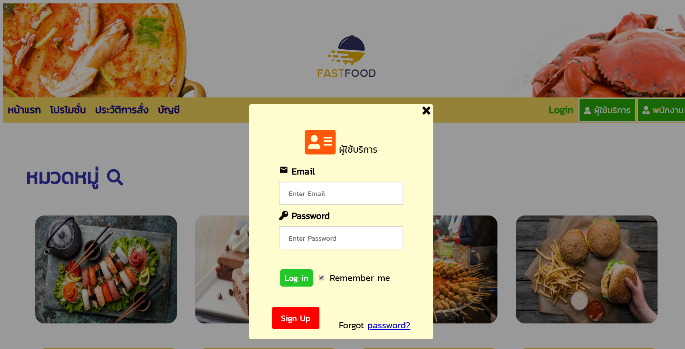 FASTFOOD
หน้าแรก โปรโมชั่น ประวัติการสั่ง บัญชี Login ผู้ใช้บริการ พนักงาน
ผู้ใช้บริการ
Email
Enter Email
หมวดหมู่
Password
Enter Password
Log in Remember me
Sign Up Forgot password?